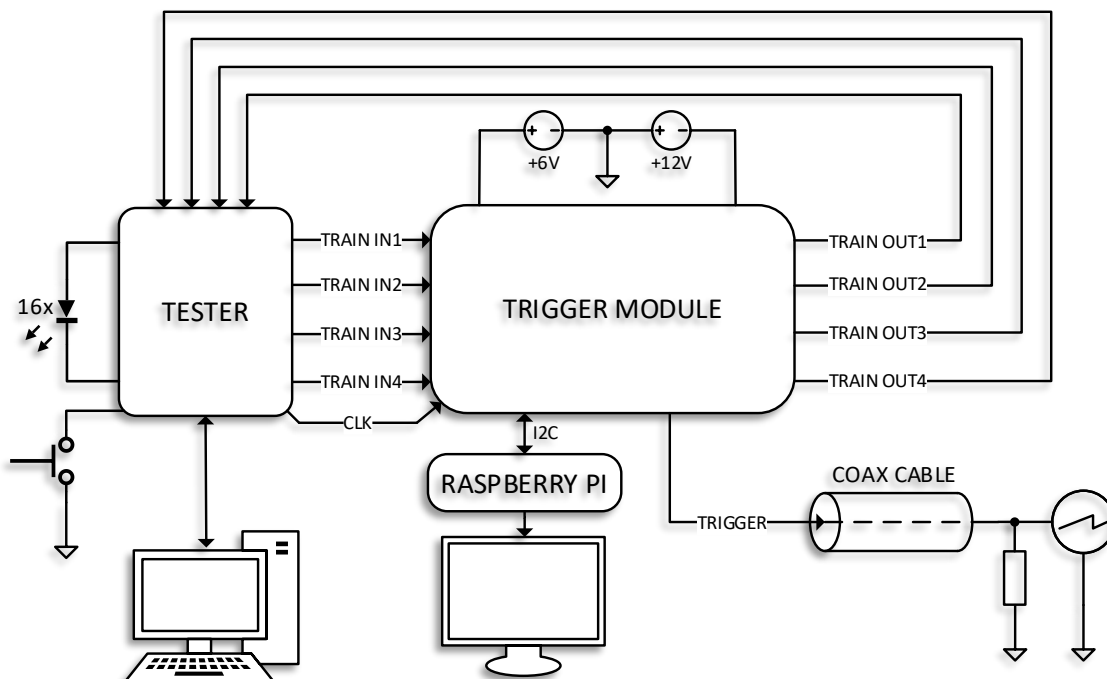 +6V
+12V
TRAIN IN1
TRAIN OUT1
TRAIN IN2
TRAIN OUT2
16x
TESTER
TRIGGER MODULE
TRAIN IN3
TRAIN OUT3
TRAIN IN4
TRAIN OUT4
CLK
I2C
RASPBERRY PI
COAX CABLE
TRIGGER